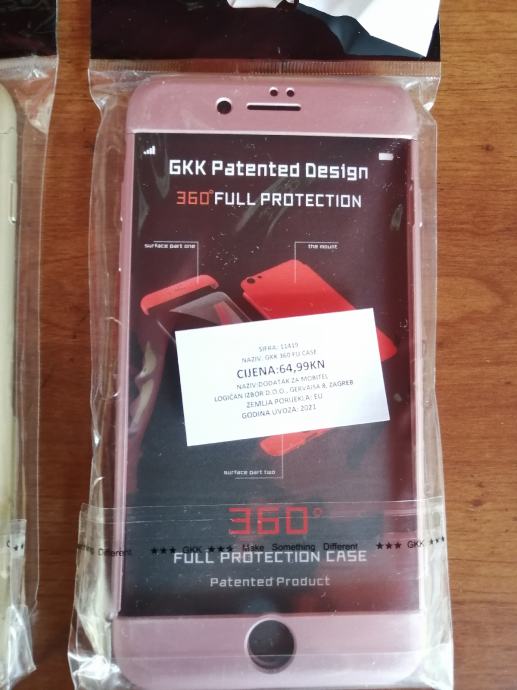 GKK Patented Design
360° FULL PROTECTION
surface part one
the mount
ŠIFRA: 11419
NAZIV: GKK 360 FU CASE
CIJENA:64,99KN
NAZIV:DODATAK ZA MOBITEL
LOGIČAN IZBOR D.O.O., GERVAISA 8, ZAGREB
ZEMLJA PORIJEKLA: EU
GODINA UVOZA: 2021
surface part two
360°
Different ★★★ GKK ★★★ Make Something Different ★★★ GKK ★★★
FULL PROTECTION CASE
Patented Product